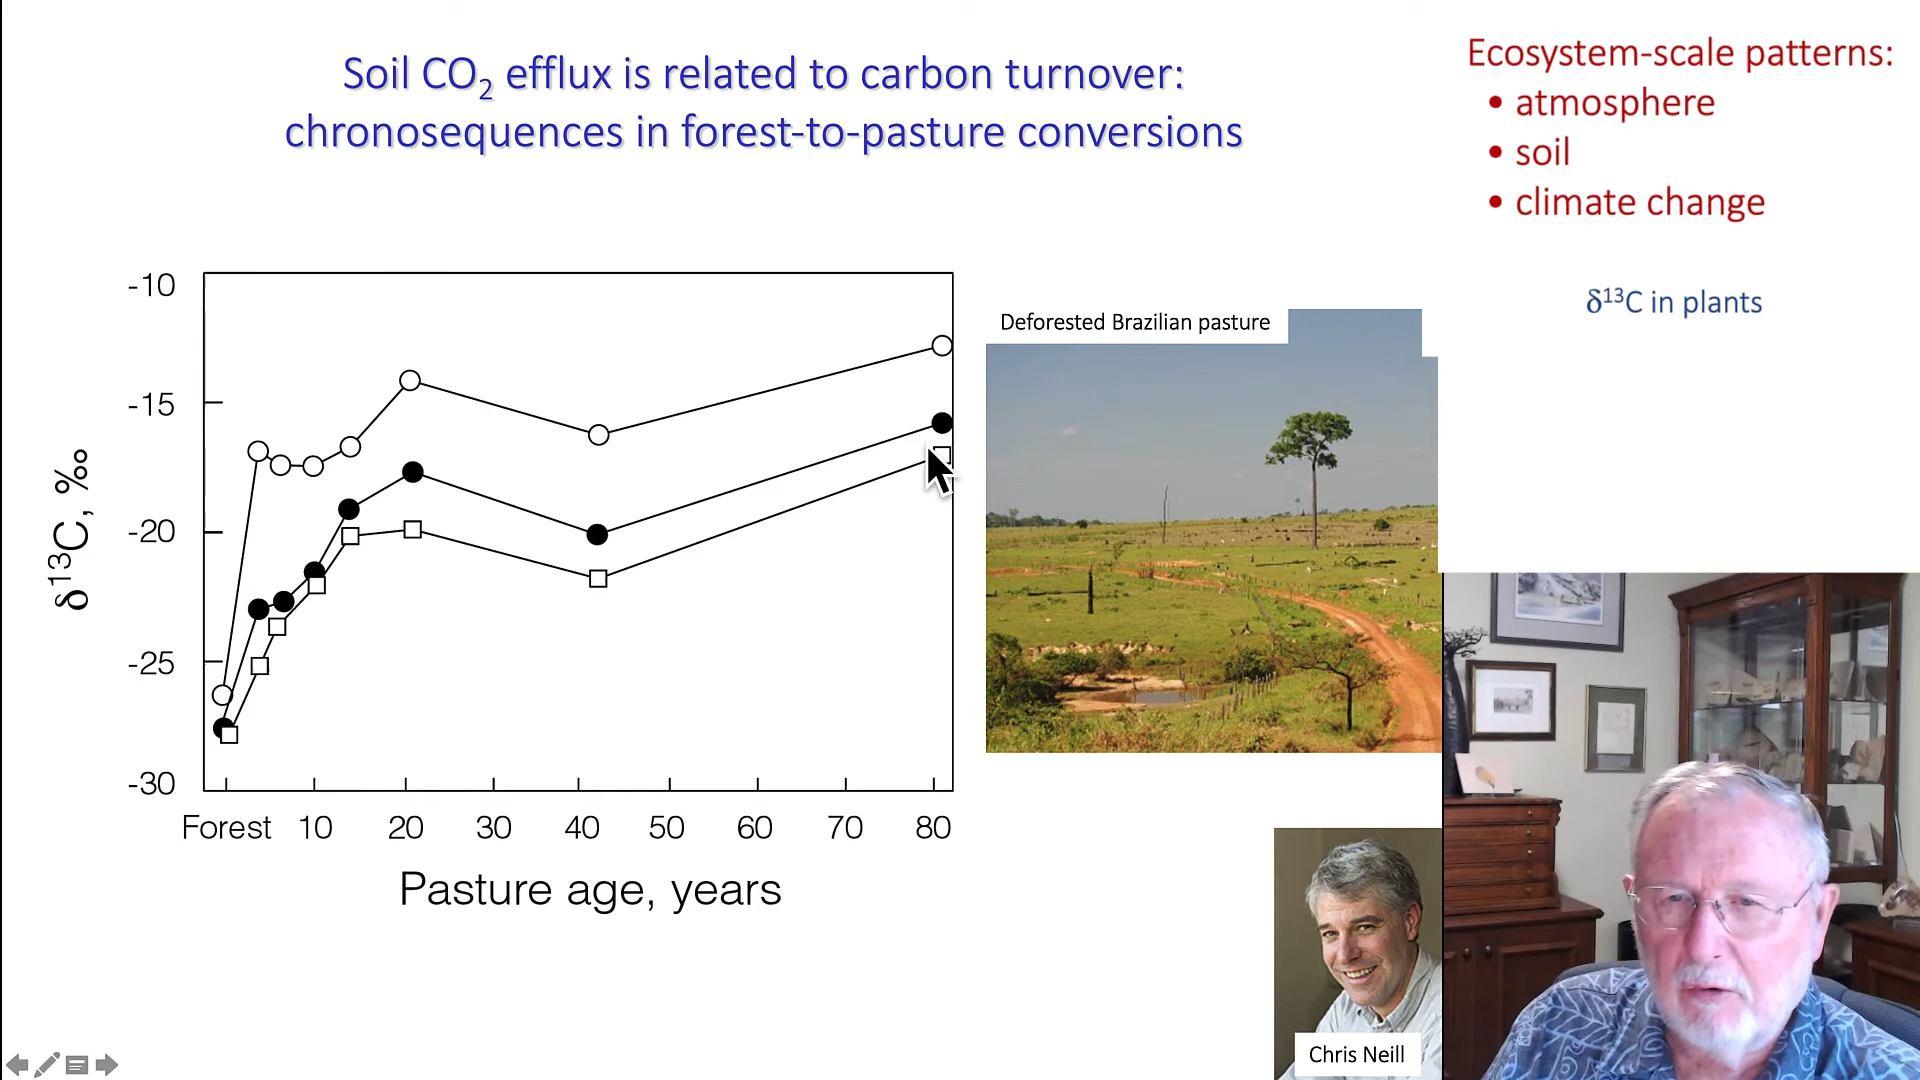 Soil CO₂ efflux is related to carbon turnover:
chronosequences in forest-to-pasture conversions
Ecosystem-scale patterns:
• atmosphere
• soil
• climate change
δ¹³C in plants
-10
-15
-20
-25
-30
δ¹³C, ‰
Forest 10 20 30 40 50 60 70 80
Pasture age, years
Deforested Brazilian pasture
Chris Neill